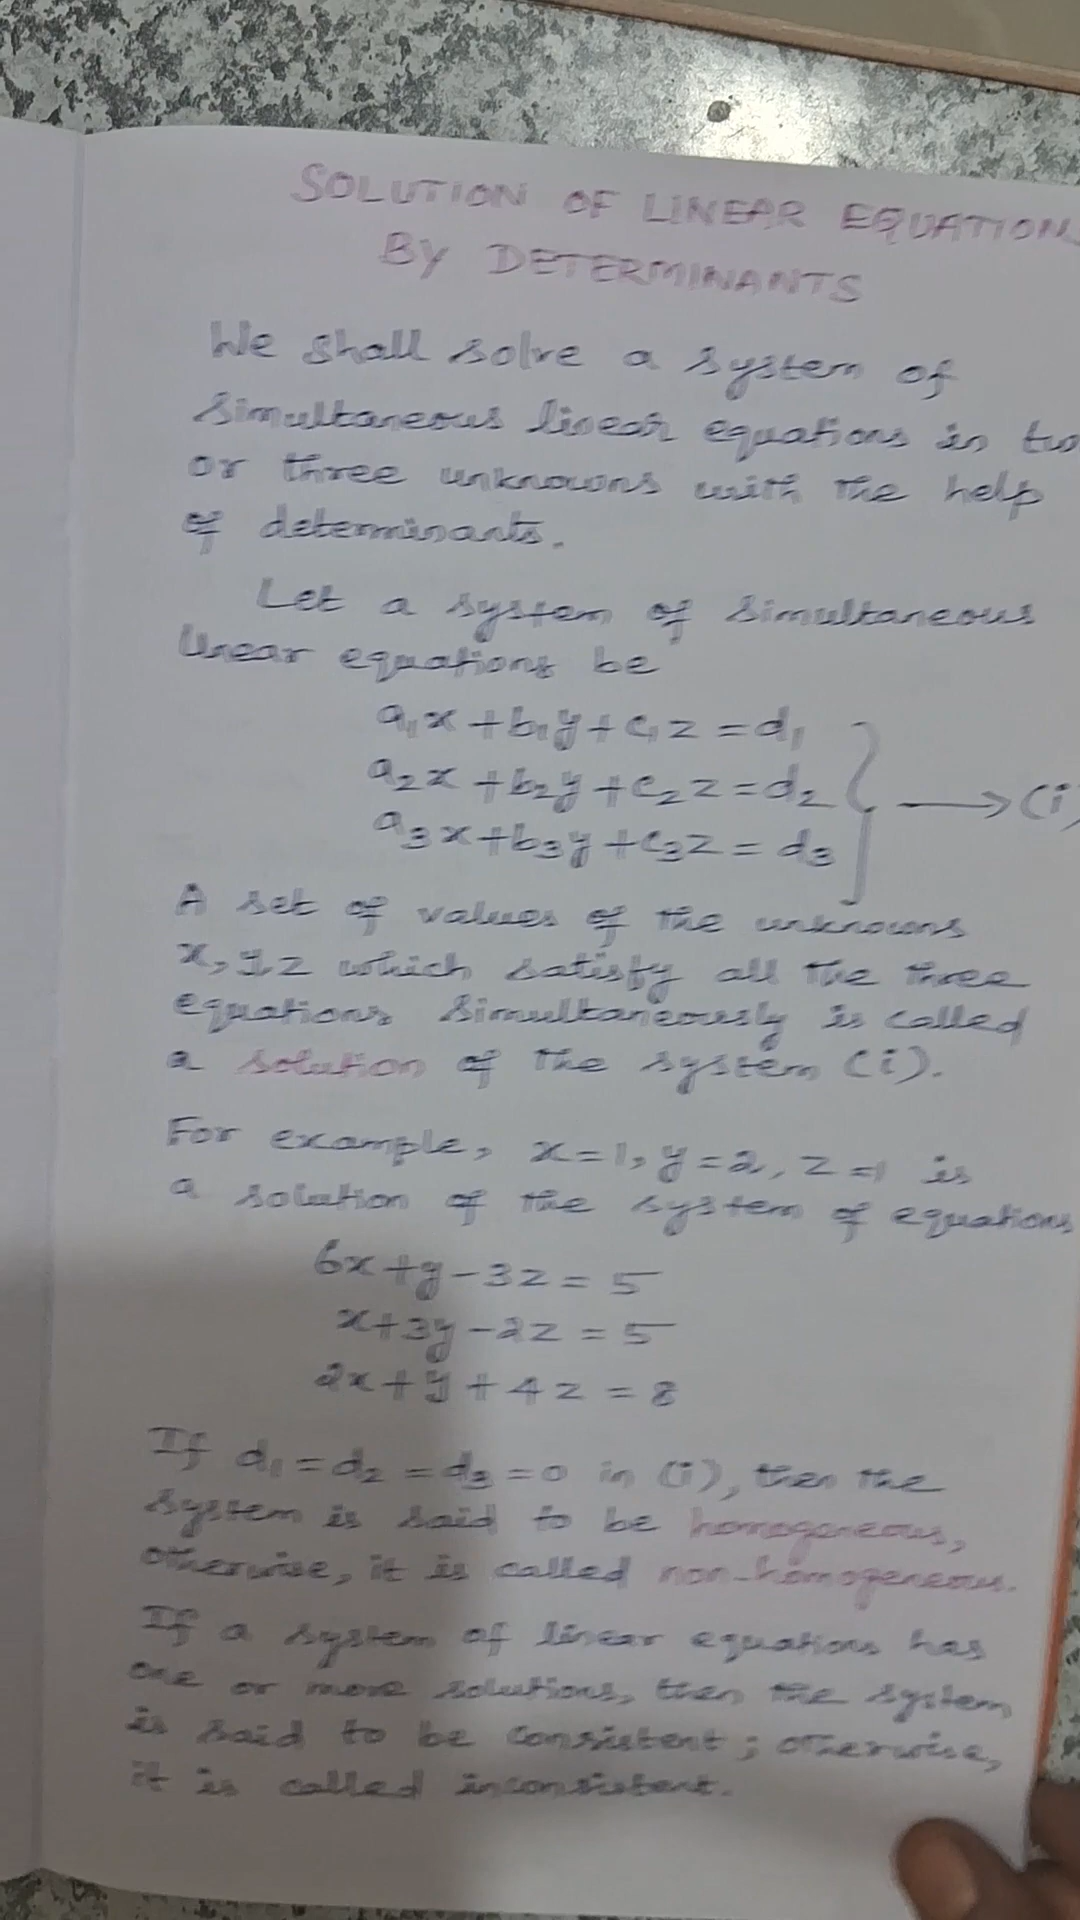 SOLUTION OF LINEAR EQUATION
BY DETERMINANTS
We shall solve a system of
simultaneous linear equations in two
or three unknowns with the help
of determinants.
Let a system of simultaneous
linear equations be
a₁x + b₁y + c₁z = d₁
a₂x + b₂y + c₂z = d₂ → (i)
a₃x + b₃y + c₃z = d₃
A set of values of the unknowns
x, y, z which satisfy all the three
equations simultaneously is called
a solution of the system (i).
For example, x = 1, y = 2, z = 1 is
a solution of the system of equations
6x + y - 3z = 5
x + 3y - 2z = 5
2x + y + 4z = 8
If d₁ = d₂ = d₃ = 0 in (i), then the
system is said to be homogeneous,
otherwise, it is called non-homogeneous.
If a system of linear equations has
one or more solutions, then the system
is said to be consistent; otherwise,
it is called inconsistent.